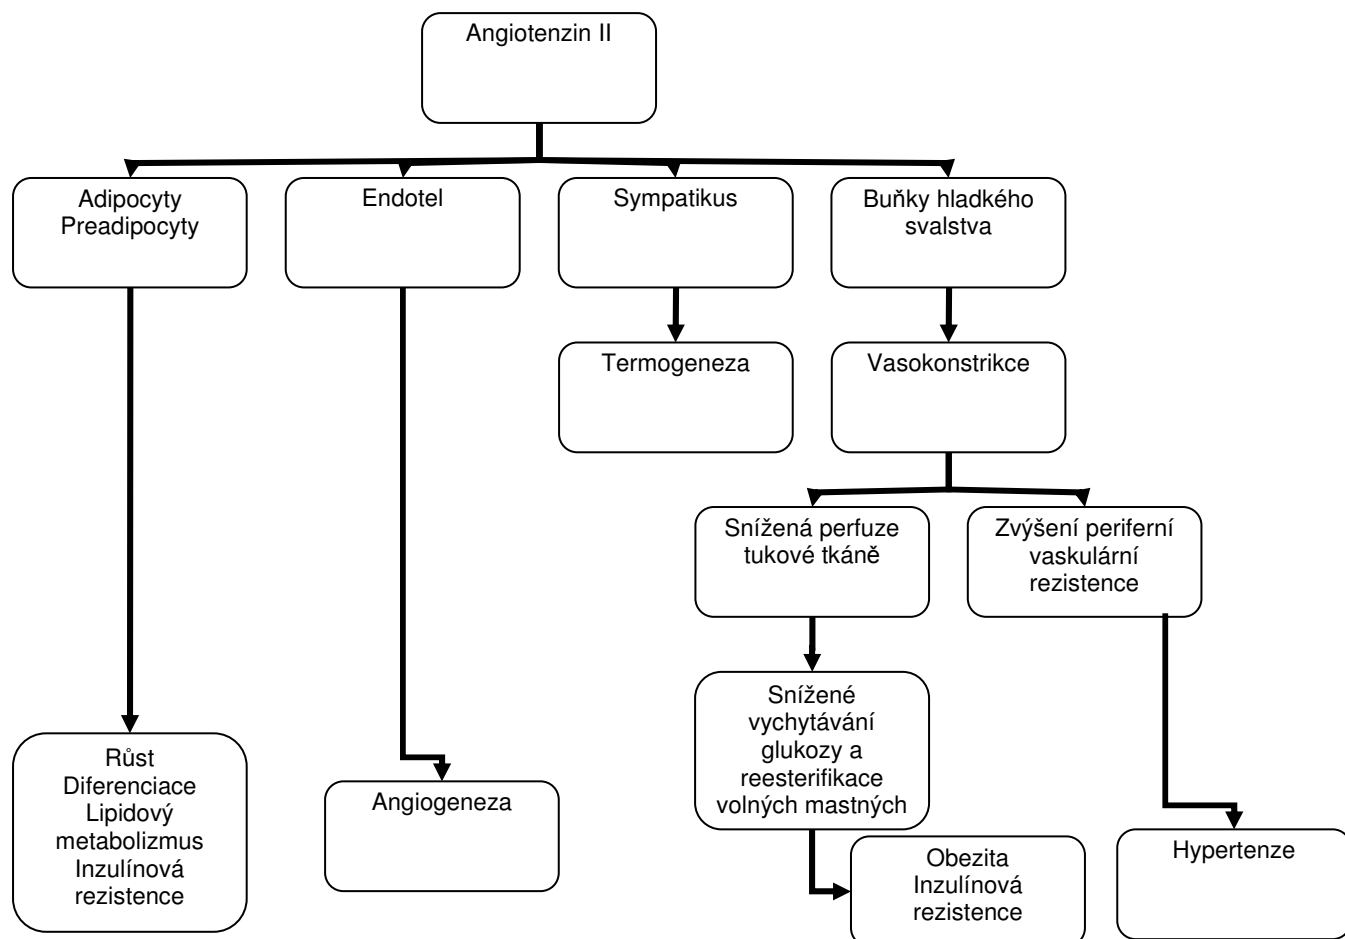 Angiotenzin II
Adipocyty
Preadipocyty
Endotel
Sympatikus
Buňky hladkého
svalstva
Termogeneza
Vasokonstrikce
Snížená perfuze
tukové tkáně
Zvýšení periferní
vaskulární
rezistence
Snížené
vychytávání
glukozy a
reesterifikace
volných mastných
Růst
Diferenciace
Lipidový
metabolizmus
Inzulínová
rezistence
Angiogeneza
Obezita
Inzulínová
rezistence
Hypertenze